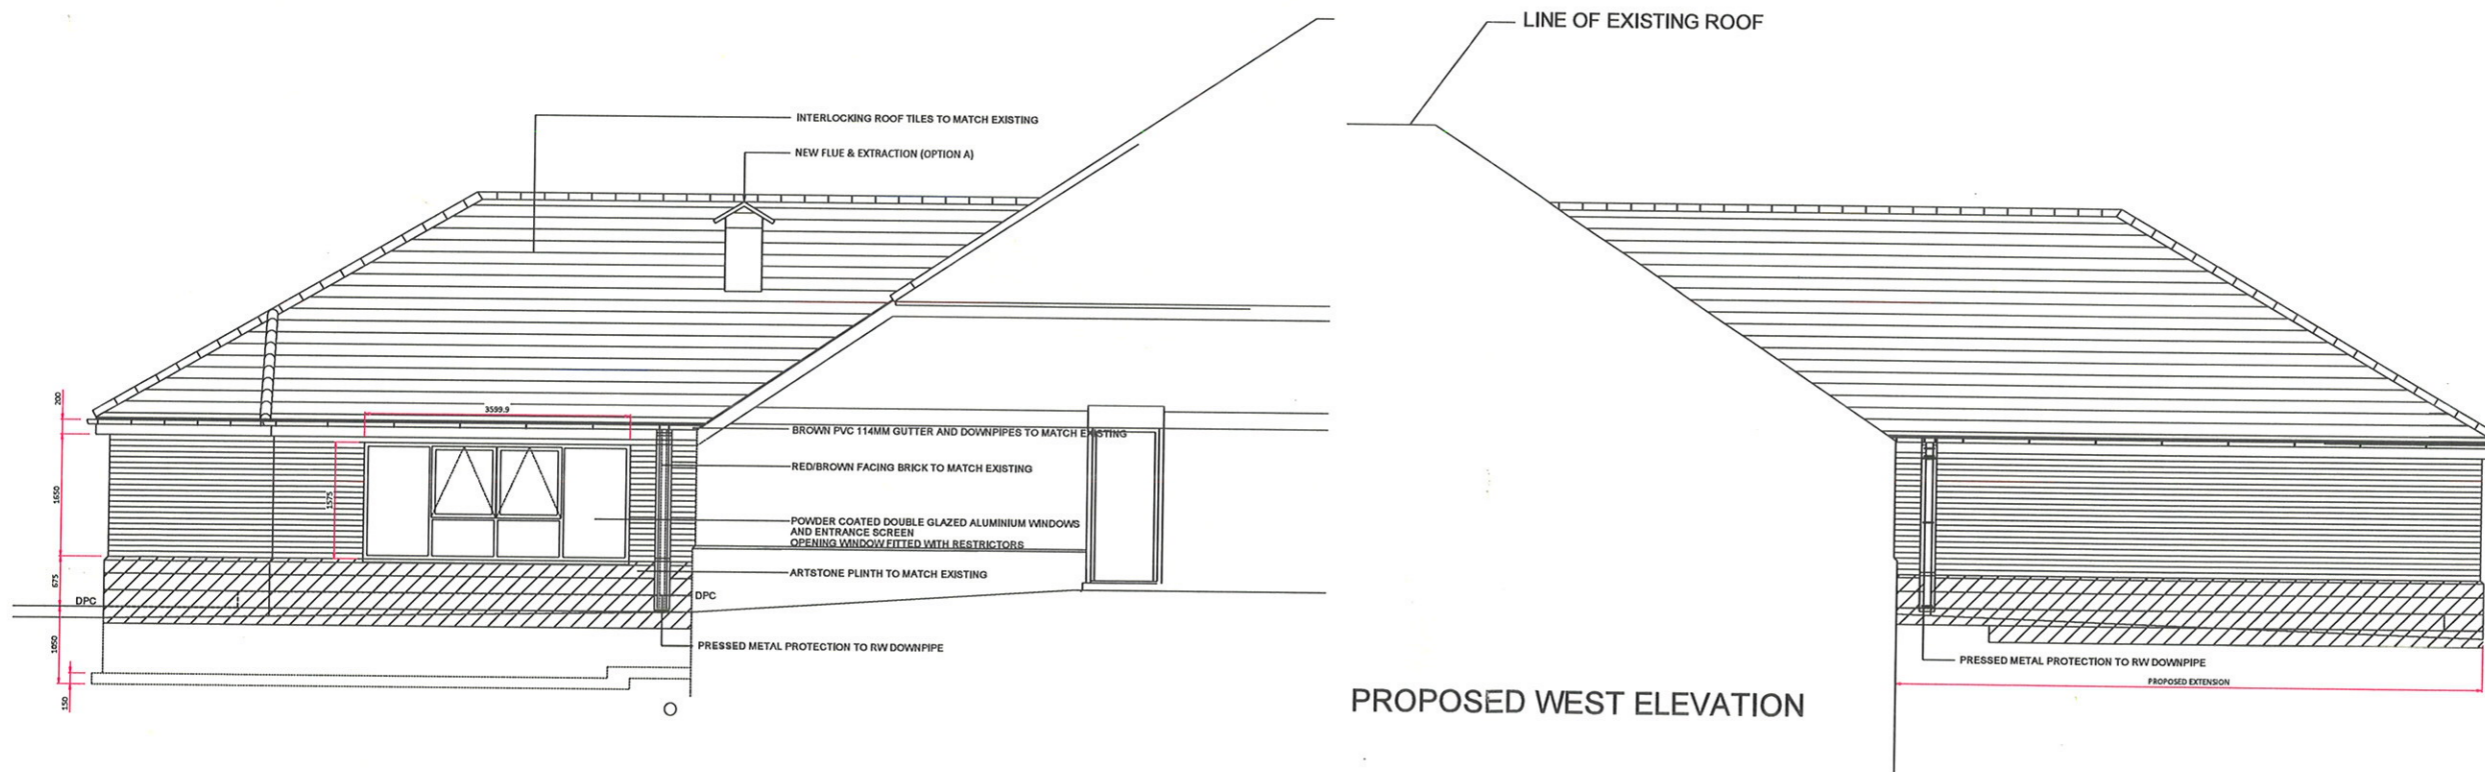 LINE OF EXISTING ROOF
INTERLOCKING ROOF TILES TO MATCH EXISTING
NEW FLUE & EXTRACTION (OPTION A)
200
3599.9
BROWN PVC 114MM GUTTER AND DOWNPIPES TO MATCH EXISTING
RED/BROWN FACING BRICK TO MATCH EXISTING
1650
1575
POWDER COATED DOUBLE GLAZED ALUMINIUM WINDOWS
AND ENTRANCE SCREEN
OPENING WINDOW FITTED WITH RESTRICTORS
675
ARTSTONE PLINTH TO MATCH EXISTING
DPC
DPC
1050
PRESSED METAL PROTECTION TO RW DOWNPIPE
150
PRESSED METAL PROTECTION TO RW DOWNPIPE
PROPOSED EXTENSION
PROPOSED WEST ELEVATION